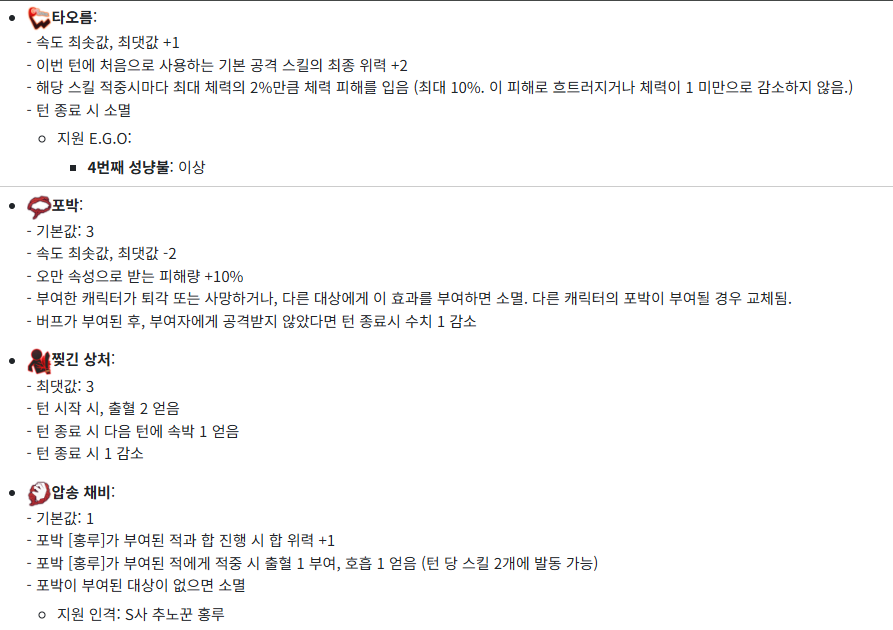 타오름:
- 속도 최솟값, 최댓값 +1
- 이번 턴에 처음으로 사용하는 기본 공격 스킬의 최종 위력 +2
- 해당 스킬 적중시마다 최대 체력의 2%만큼 체력 피해를 입음 (최대 10%. 이 피해로 흐트러지거나 체력이 1 미만으로 감소하지 않음.)
- 턴 종료 시 소멸
지원 E.G.O:
4번째 성냥불: 이상
포박:
- 기본값: 3
- 속도 최솟값, 최댓값 -2
- 오만 속성으로 받는 피해량 +10%
- 부여한 캐릭터가 퇴각 또는 사망하거나, 다른 대상에게 이 효과를 부여하면 소멸. 다른 캐릭터의 포박이 부여될 경우 교체됨.
- 버프가 부여된 후, 부여자에게 공격받지 않았다면 턴 종료시 수치 1 감소
찢긴 상처:
- 최댓값: 3
- 턴 시작 시, 출혈 2 얻음
- 턴 종료 시 다음 턴에 속박 1 얻음
- 턴 종료 시 1 감소
압송 채비:
- 기본값: 1
- 포박 [홍루]가 부여된 적과 합 진행 시 합 위력 +1
- 포박 [홍루]가 부여된 적에게 적중 시 출혈 1 부여, 호흡 1 얻음 (턴 당 스킬 2개에 발동 가능)
- 포박이 부여된 대상이 없으면 소멸
지원 인격: S사 추노꾼 홍루